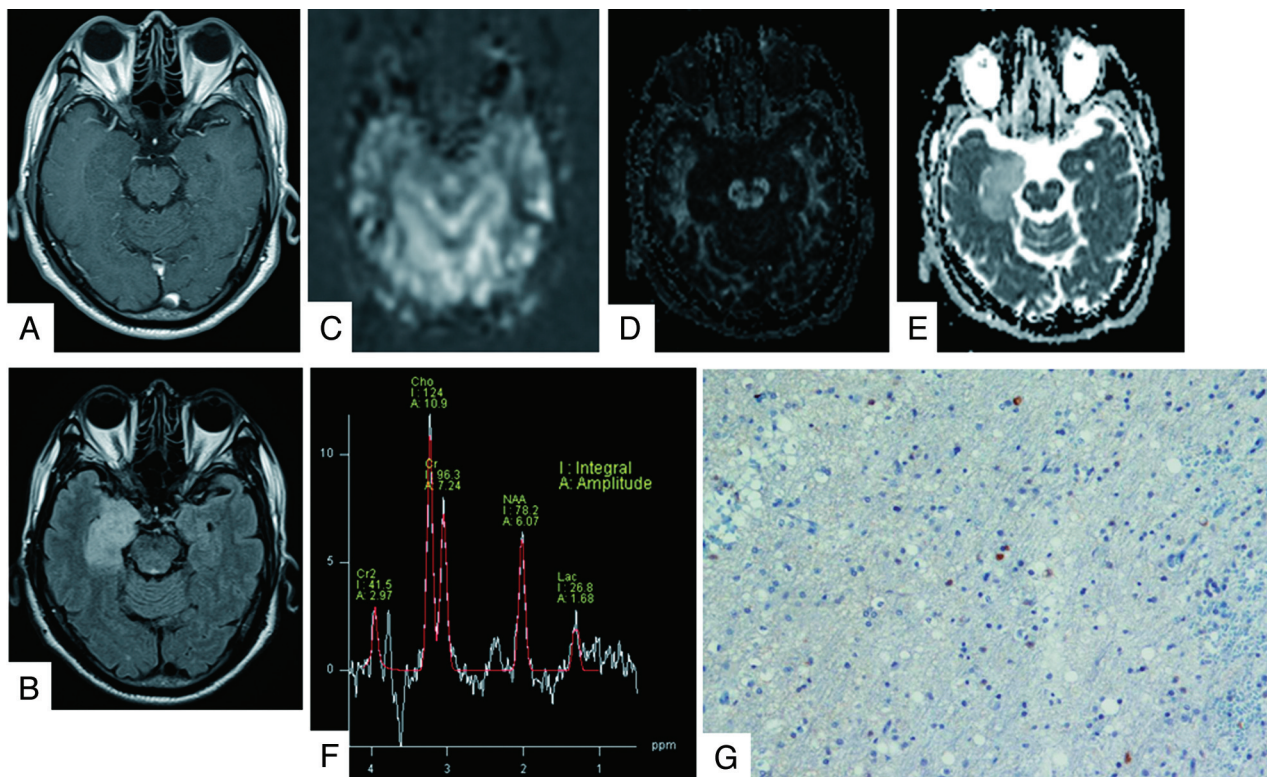 A
C
D
E
B
Cho
I : 124
A: 10.9
Cr
I : 96.3
A: 7.24
I : Integral
A: Amplitude
NAA
I : 78.2
A: 6.07
Cr2
I : 41.5
A: 2.97
Lac
I : 26.8
A: 1.68
10
5
0
ppm
4
3
2
1
F
G